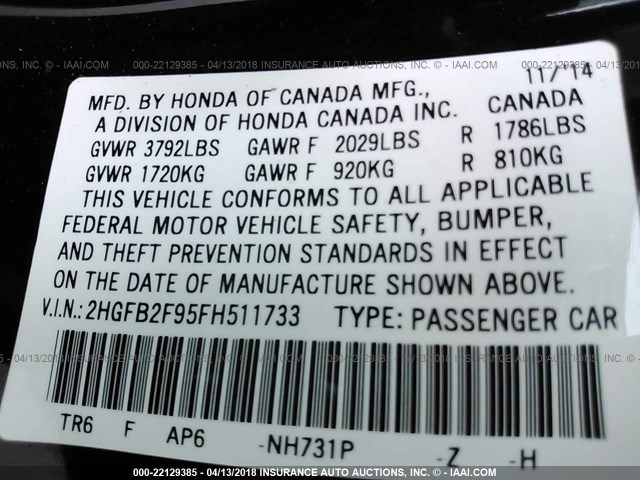 000-22129385 - 04/13/2018 INSURANCE AUTO AUCTIONS, INC. © - IAAI.COM
11/'14
MFD. BY HONDA OF CANADA MFG., CANADA
A DIVISION OF HONDA CANADA INC.
GVWR 3792LBS GAWR F 2029LBS R 1786LBS
GVWR 1720KG GAWR F 920KG R 810KG
THIS VEHICLE CONFORMS TO ALL APPLICABLE
FEDERAL MOTOR VEHICLE SAFETY, BUMPER,
AND THEFT PREVENTION STANDARDS IN EFFECT
ON THE DATE OF MANUFACTURE SHOWN ABOVE.
V.I.N.: 2HGFB2F95FH511733 TYPE: PASSENGER CAR
TR6 F AP6 -NH731P -Z -H
000-22129385 - 04/13/2018 INSURANCE AUTO AUCTIONS, INC. © - IAAI.COM